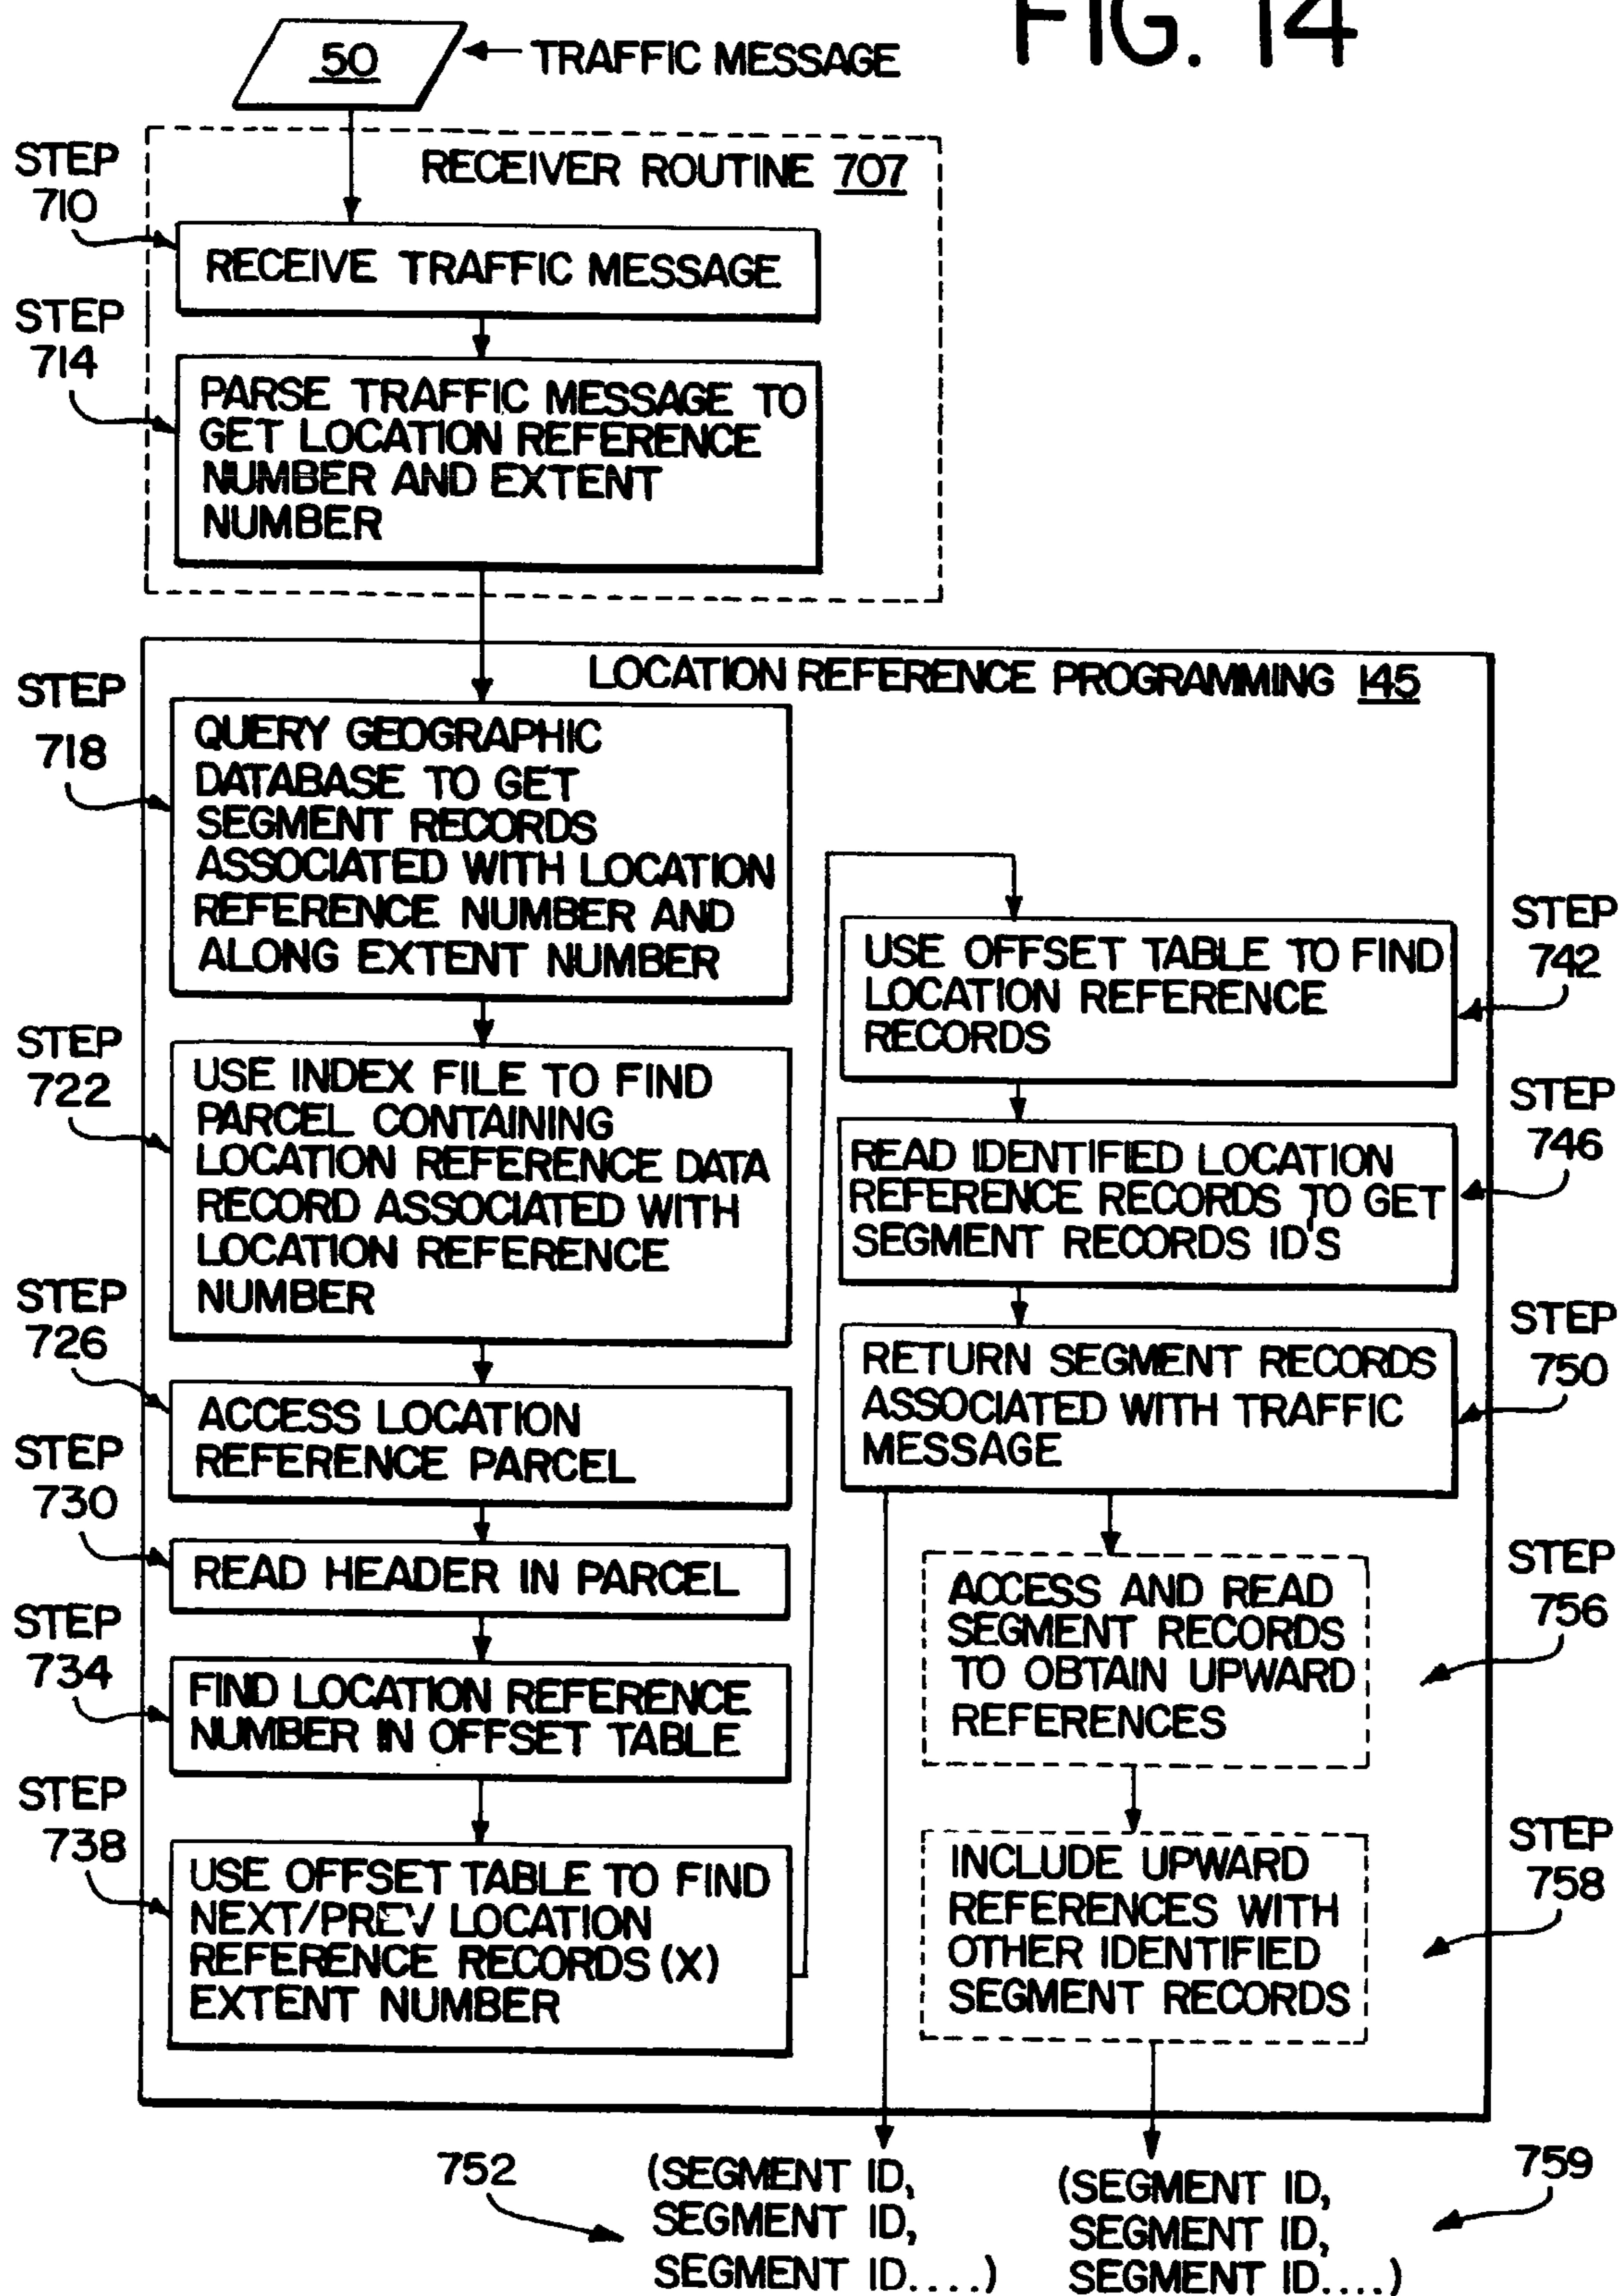 FIG. 14
50
TRAFFIC MESSAGE
RECEIVER ROUTINE 707
STEP
710
RECEIVE TRAFFIC MESSAGE
STEP
714
PARSE TRAFFIC MESSAGE TO
GET LOCATION REFERENCE
NUMBER AND EXTENT
NUMBER
LOCATION REFERENCE PROGRAMMING 145
STEP
718
QUERY GEOGRAPHIC
DATABASE TO GET
SEGMENT RECORDS
ASSOCIATED WITH LOCATION
REFERENCE NUMBER AND
ALONG EXTENT NUMBER
STEP
722
USE INDEX FILE TO FIND
PARCEL CONTAINING
LOCATION REFERENCE DATA
RECORD ASSOCIATED WITH
LOCATION REFERENCE
NUMBER
STEP
726
ACCESS LOCATION
REFERENCE PARCEL
STEP
730
READ HEADER IN PARCEL
STEP
734
FIND LOCATION REFERENCE
NUMBER IN OFFSET TABLE
STEP
738
USE OFFSET TABLE TO FIND
NEXT/PREV LOCATION
REFERENCE RECORDS (X)
EXTENT NUMBER
USE OFFSET TABLE TO FIND
LOCATION REFERENCE
RECORDS
STEP
742
READ IDENTIFIED LOCATION
REFERENCE RECORDS TO GET
SEGMENT RECORDS ID'S
STEP
746
RETURN SEGMENT RECORDS
ASSOCIATED WITH TRAFFIC
MESSAGE
STEP
750
ACCESS AND READ
SEGMENT RECORDS
TO OBTAIN UPWARD
REFERENCES
STEP
756
INCLUDE UPWARD
REFERENCES WITH
OTHER IDENTIFIED
SEGMENT RECORDS
STEP
758
752
(SEGMENT ID,
SEGMENT ID,
SEGMENT ID....)
(SEGMENT ID,
SEGMENT ID,
SEGMENT ID....)
759